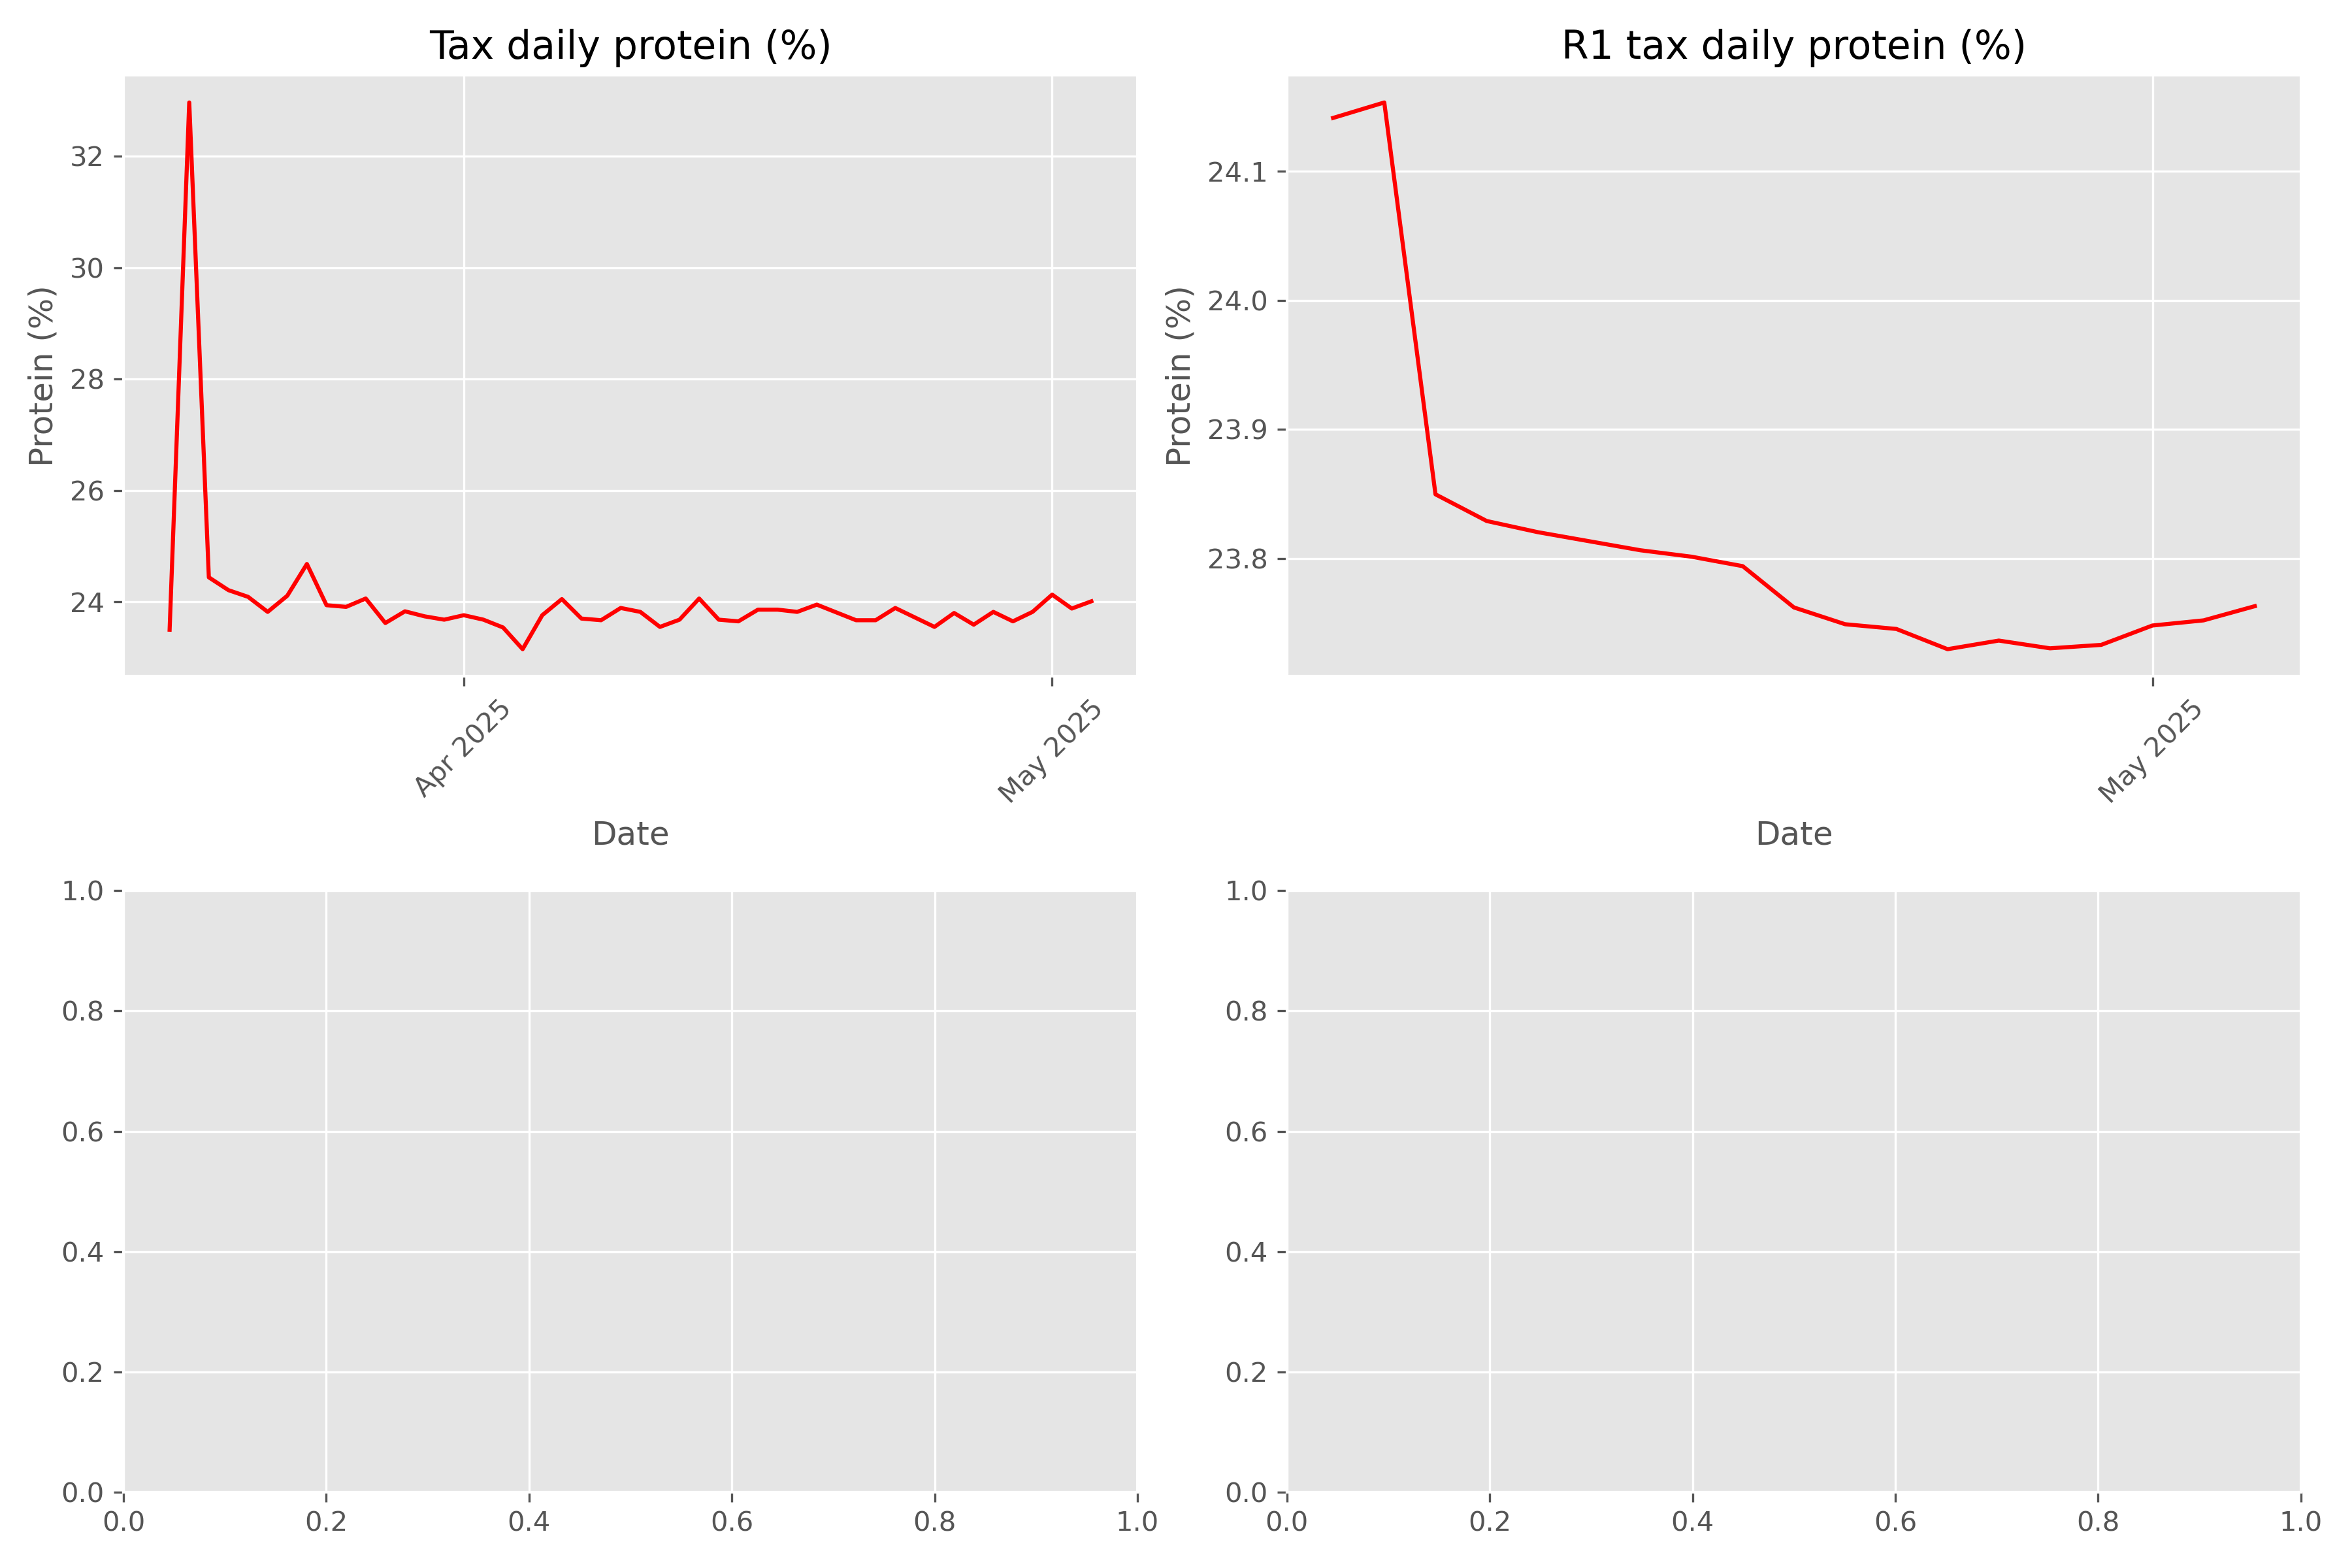 Tax daily protein (%)
Protein (%)
32
30
28
26
24
Apr 2025
May 2025
Date
R1 tax daily protein (%)
Protein (%)
24.1
24.0
23.9
23.8
May 2025
Date
1.0
0.8
0.6
0.4
0.2
0.0
0.0 0.2 0.4 0.6 0.8 1.0
1.0
0.8
0.6
0.4
0.2
0.0
0.0 0.2 0.4 0.6 0.8 1.0